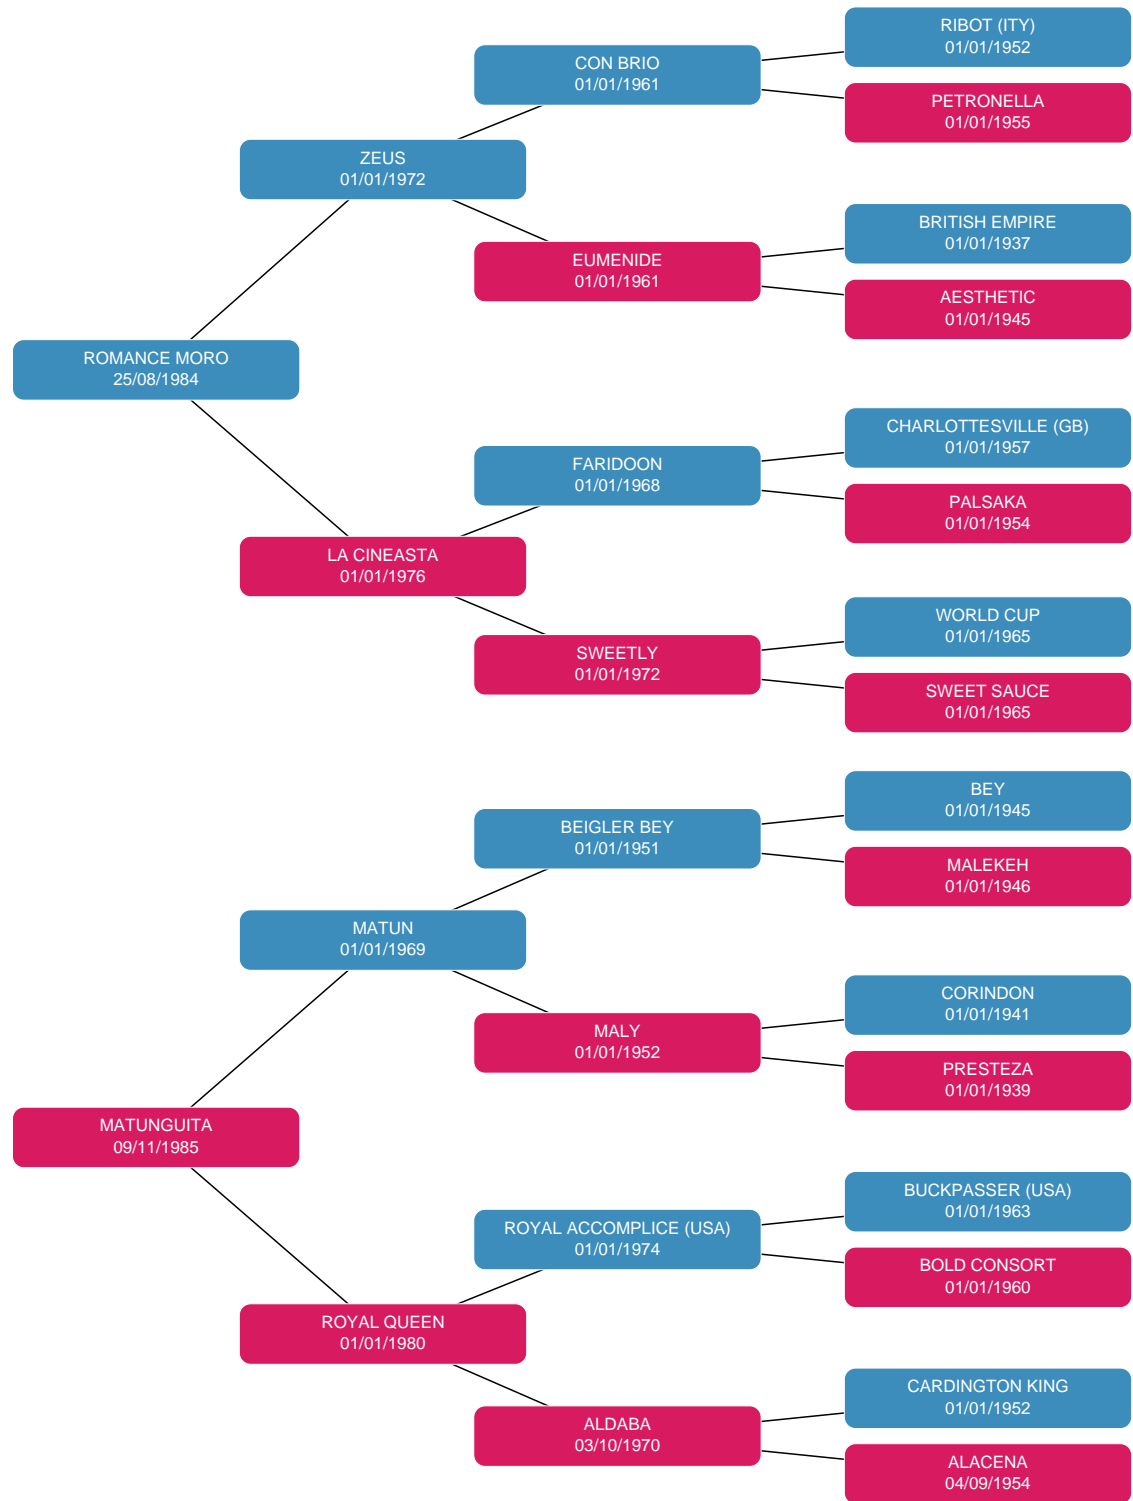 RIBOT (ITY)
01/01/1952
CON BRIO
01/01/1961
PETRONELLA
01/01/1955
ZEUS
01/01/1972
BRITISH EMPIRE
01/01/1937
EUMENIDE
01/01/1961
AESTHETIC
01/01/1945
ROMANCE MORO
25/08/1984
CHARLOTTESVILLE (GB)
01/01/1957
FARIDOON
01/01/1968
PALSAKA
01/01/1954
LA CINEASTA
01/01/1976
WORLD CUP
01/01/1965
SWEETLY
01/01/1972
SWEET SAUCE
01/01/1965
BEY
01/01/1945
BEIGLER BEY
01/01/1951
MALEKEH
01/01/1946
MATUN
01/01/1969
CORINDON
01/01/1941
MALY
01/01/1952
PRESTEZA
01/01/1939
MATUNGUITA
09/11/1985
BUCKPASSER (USA)
01/01/1963
ROYAL ACCOMPLICE (USA)
01/01/1974
BOLD CONSORT
01/01/1960
ROYAL QUEEN
01/01/1980
CARDINGTON KING
01/01/1952
ALDABA
03/10/1970
ALACENA
04/09/1954